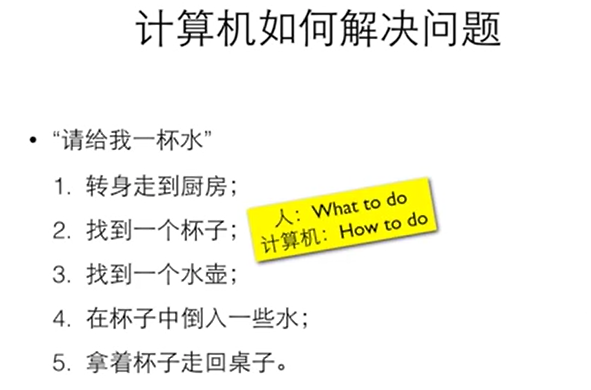 计算机如何解决问题
• “请给我一杯水”
1. 转身走到厨房；
2. 找到一个杯子；
3. 找到一个水壶；
4. 在杯子中倒入一些水；
5. 拿着杯子走回桌子。
人：What to do
计算机：How to do